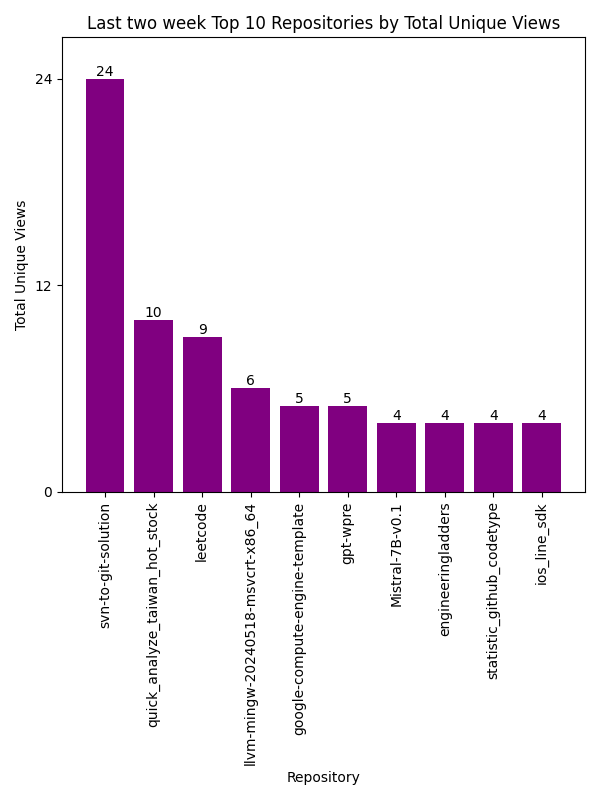 Last two week Top 10 Repositories by Total Unique Views
Total Unique Views
24
12
0
24
10
9
6
5
5
4
4
4
4
svn-to-git-solution
quick_analyze_taiwan_hot_stock
leetcode
llvm-mingw-20240518-msvcrt-x86_64
google-compute-engine-template
gpt-wpre
Mistral-7B-v0.1
engineeringladders
statistic_github_codetype
ios_line_sdk
Repository